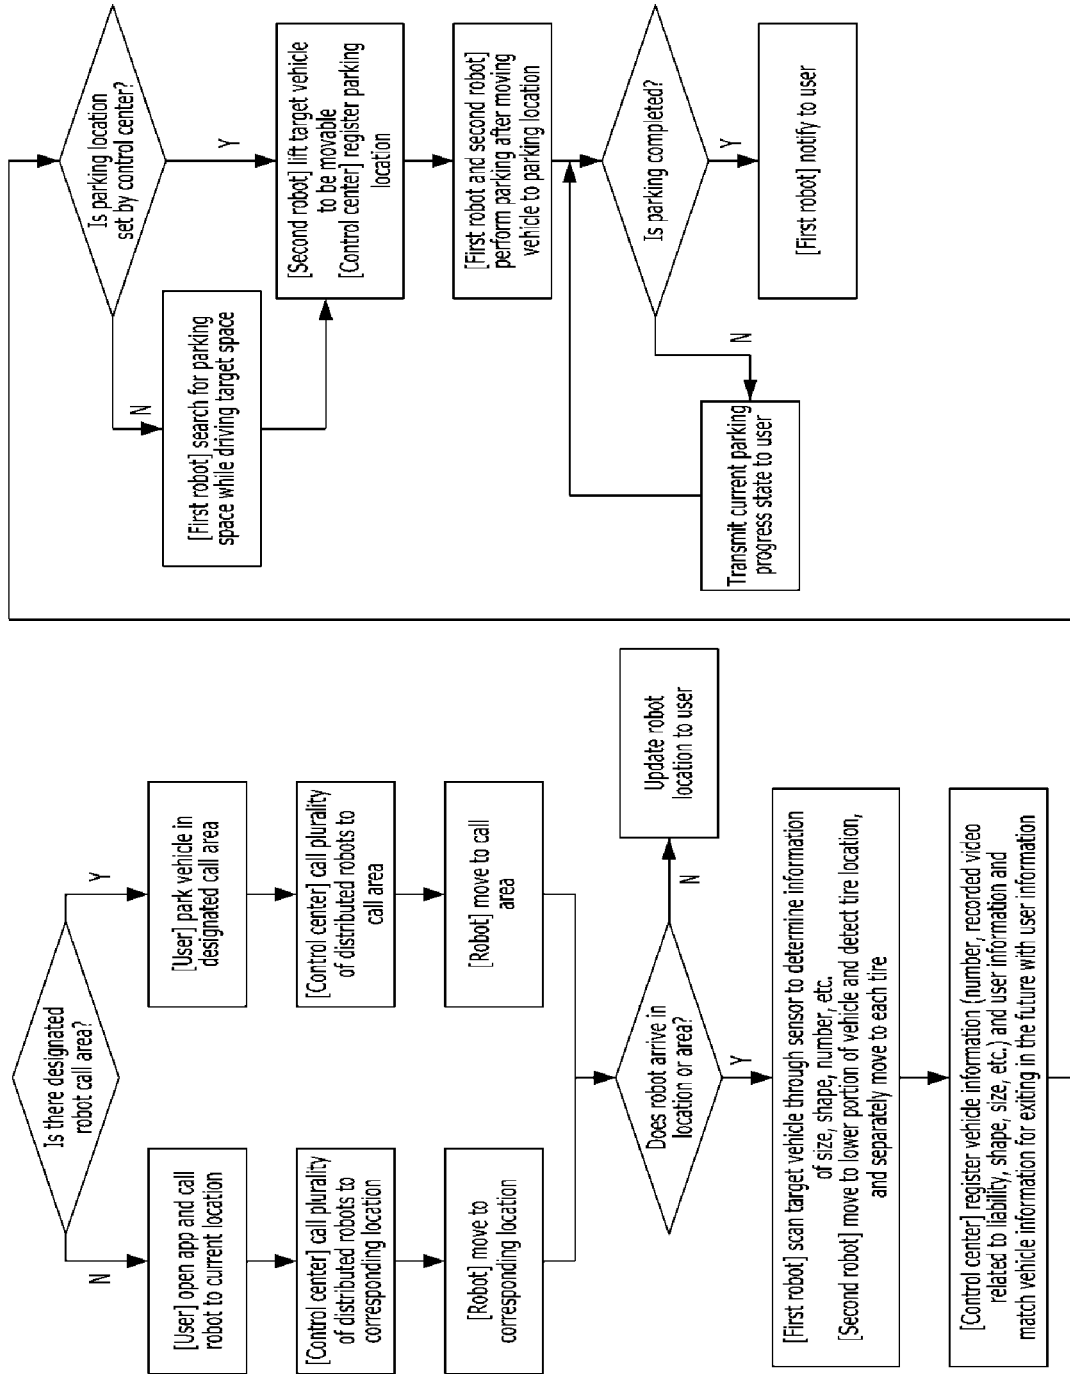 Is there designated
robot call area?
N
Y
[User] open app and call
robot to current location
[User] park vehicle in
designated call area
[Control center] call plurality
of distributed robots to
corresponding location
[Control center] call plurality
of distributed robots to
call area
[Robot] move to
corresponding location
[Robot] move to call
area
Does robot arrive in
location or area?
N
Update robot
location to user
Y
[First robot] scan target vehicle through sensor to determine information
of size, shape, number, etc.
[Second robot] move to lower portion of vehicle and detect tire location,
and separately move to each tire
[Control center] register vehicle information (number, recorded video
related to liability, shape, size, etc.) and user information and
match vehicle information for exiting in the future with user information
Is parking location
set by control center?
N
Y
[First robot] search for parking
space while driving target space
[Second robot] lift target vehicle
to be movable
[Control center] register parking
location
[First robot and second robot]
perform parking after moving
vehicle to parking location
Is parking completed?
N
Y
Transmit current parking
progress state to user
[First robot] notify to user